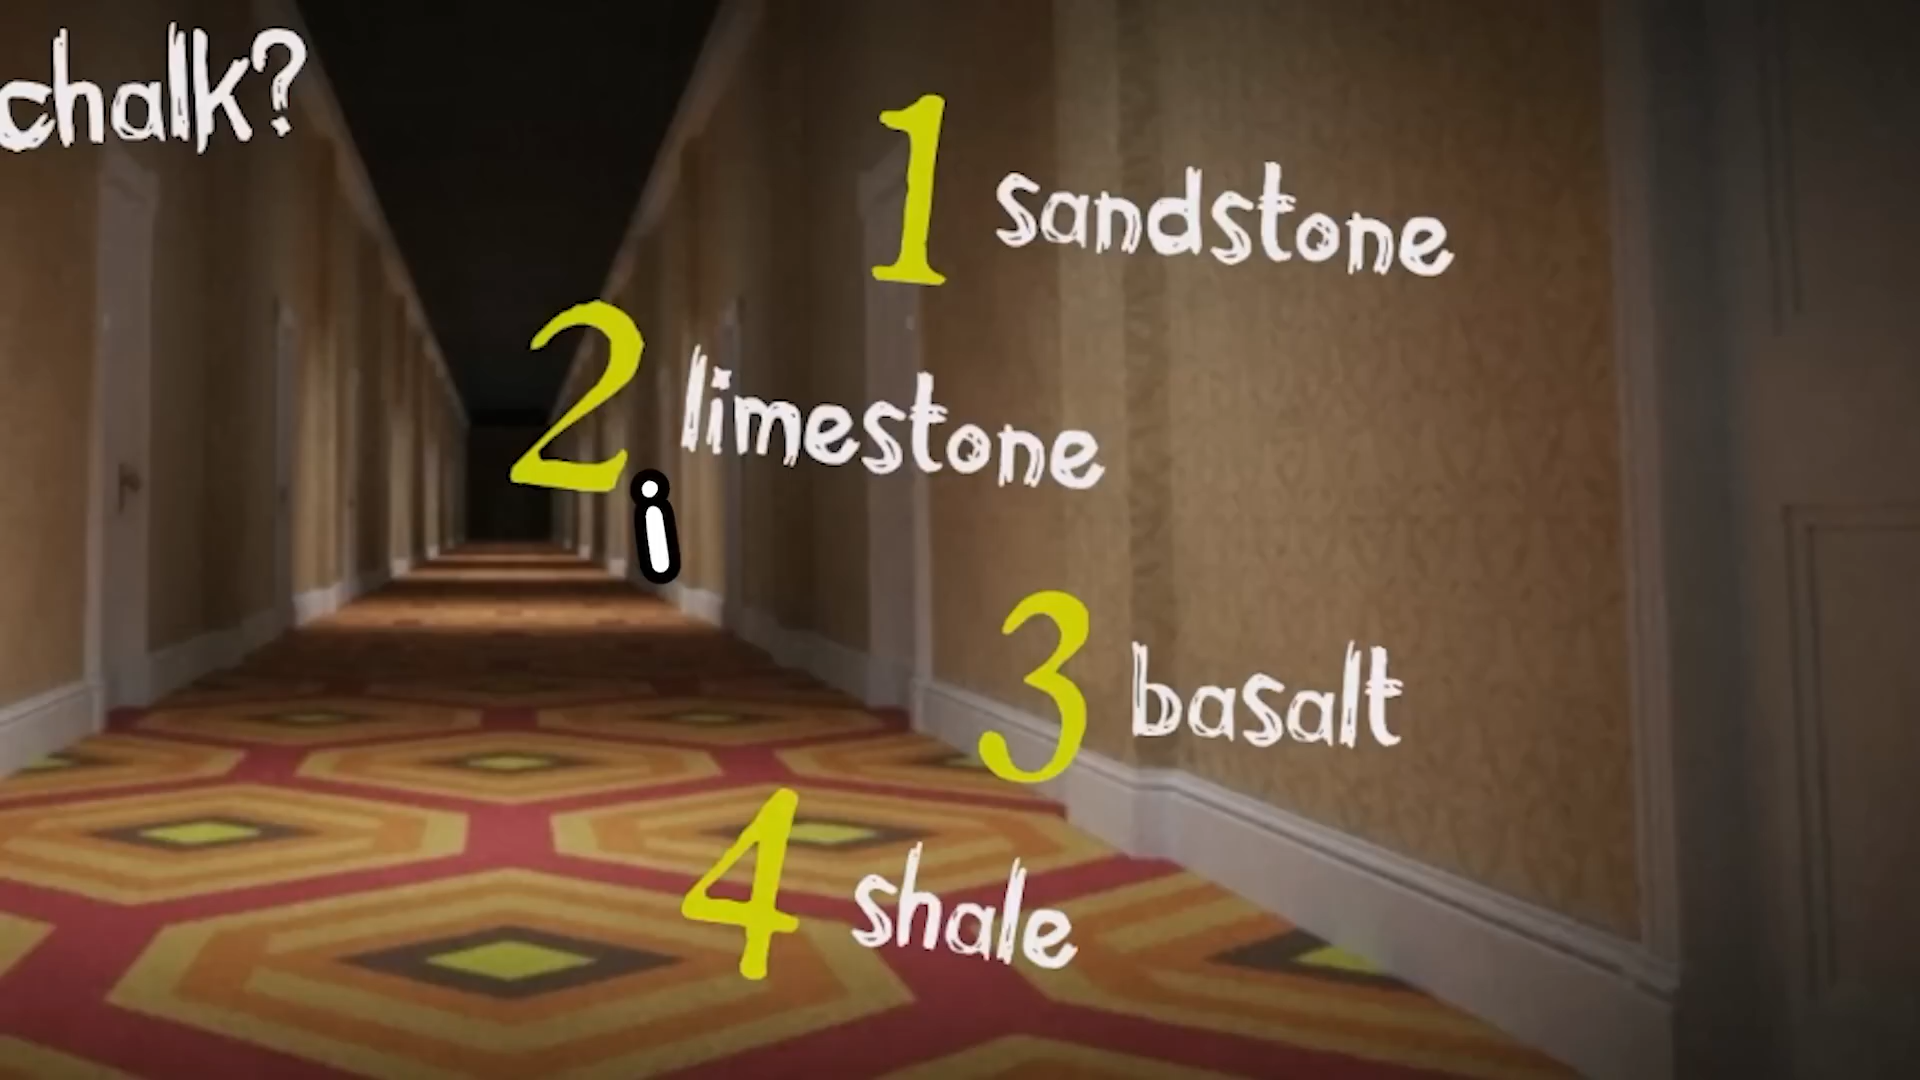 chalk?
1 sandstone
2 limestone
i
3 basalt
4 shale